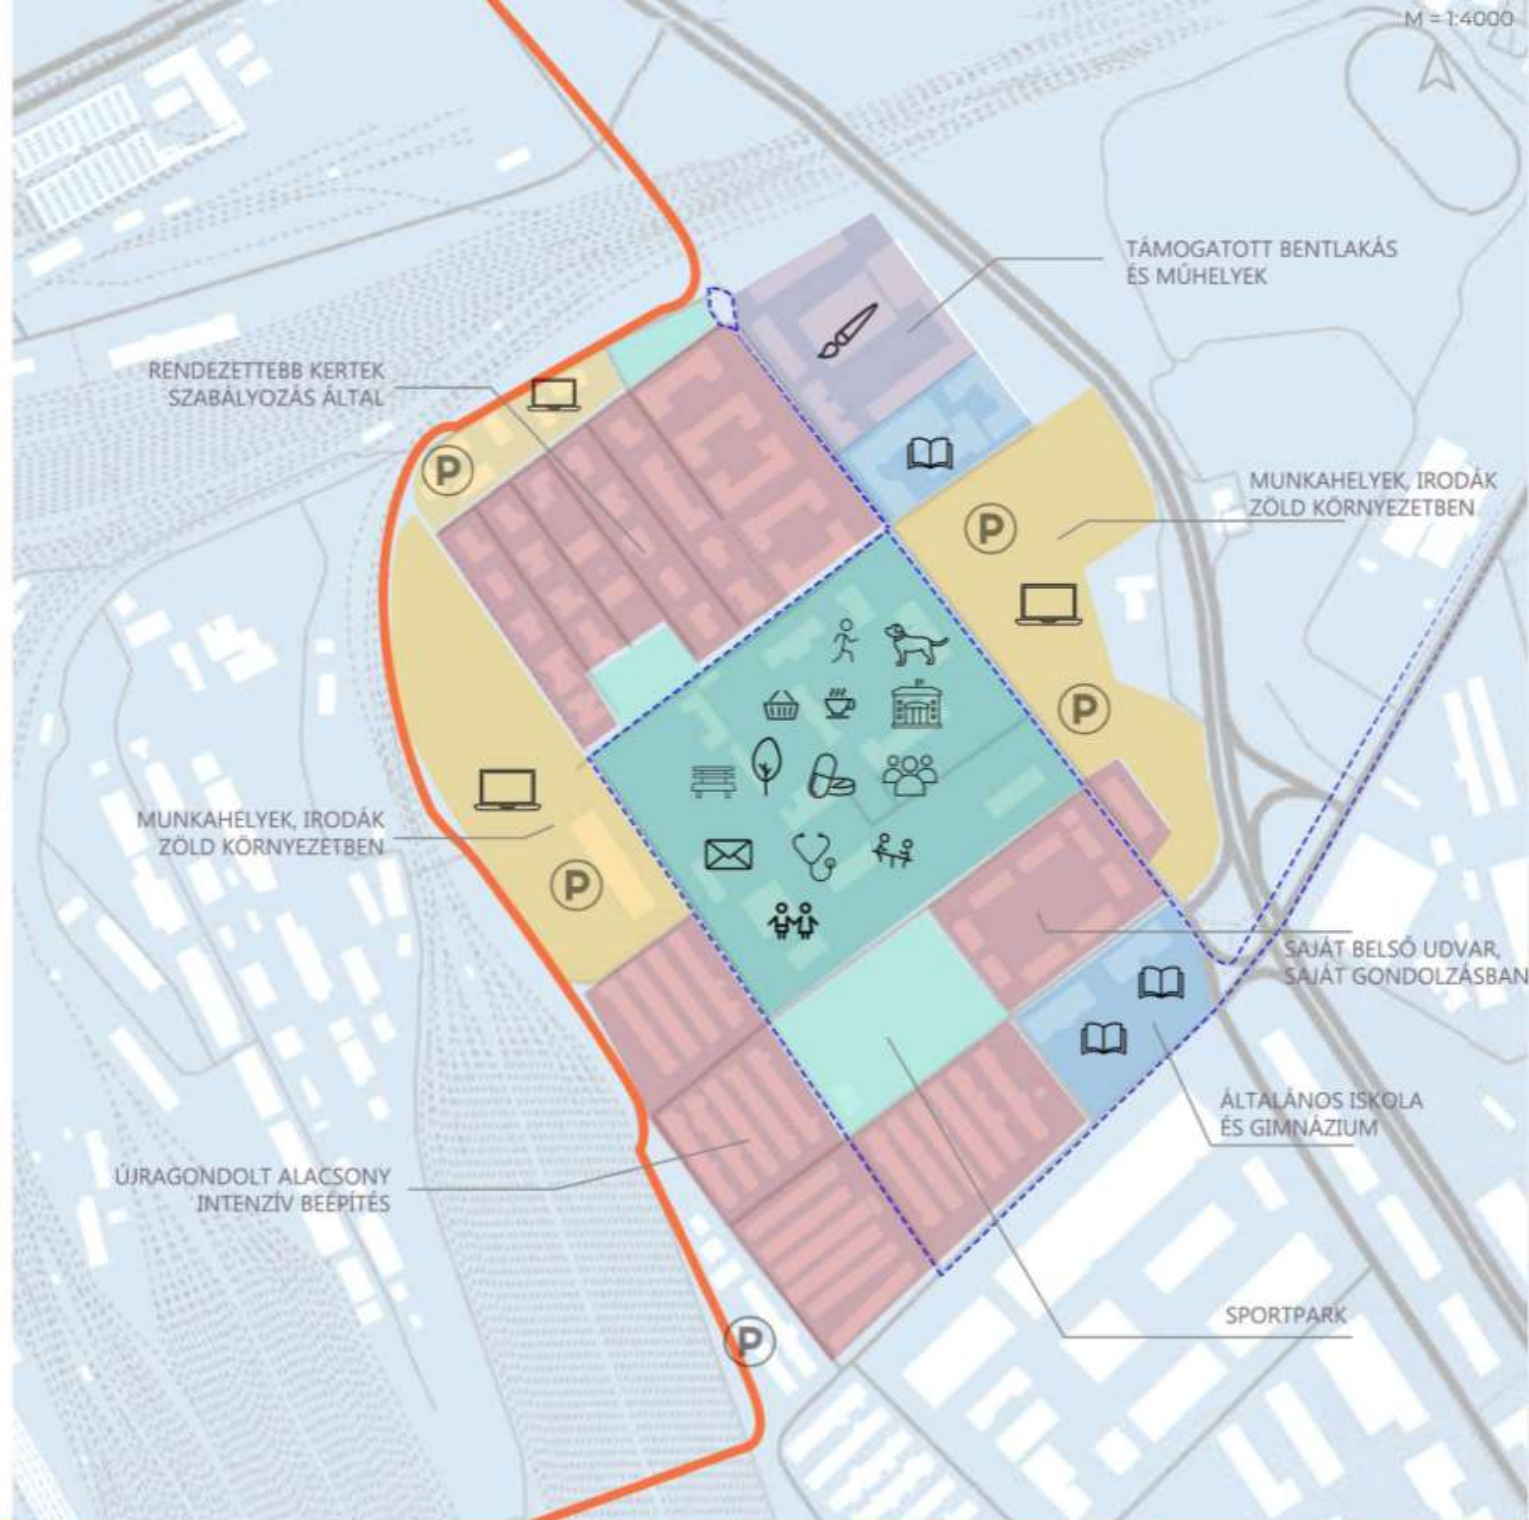 M = 1:4000
TÁMOGATOTT BENTLAKÁS
ÉS MŰHELYEK
RENDEZETTEBB KERTEK
SZABÁLYOZÁS ÁLTAL
P
MUNKAHELYEK, IRODÁK
ZÖLD KÖRNYEZETBEN
P
P
MUNKAHELYEK, IRODÁK
ZÖLD KÖRNYEZETBEN
P
SAJÁT BELSŐ UDVAR,
SAJÁT GONDOLZÁSBAN
ÁLTALÁNOS ISKOLA
ÉS GIMNÁZIUM
ÚJRAGONDOLT ALACSONY
INTENZÍV BEÉPÍTÉS
SPORTPARK
P